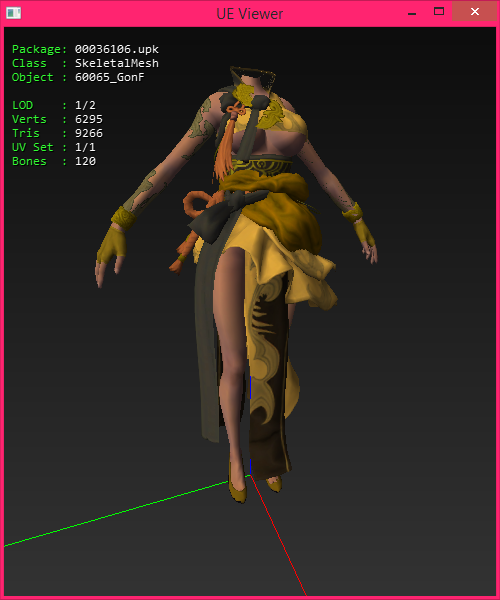 UE Viewer
Package: 00036106.upk
Class  : SkeletalMesh
Object : 60065_GonF
LOD    : 1/2
Verts  : 6295
Tris   : 9266
UV Set : 1/1
Bones  : 120